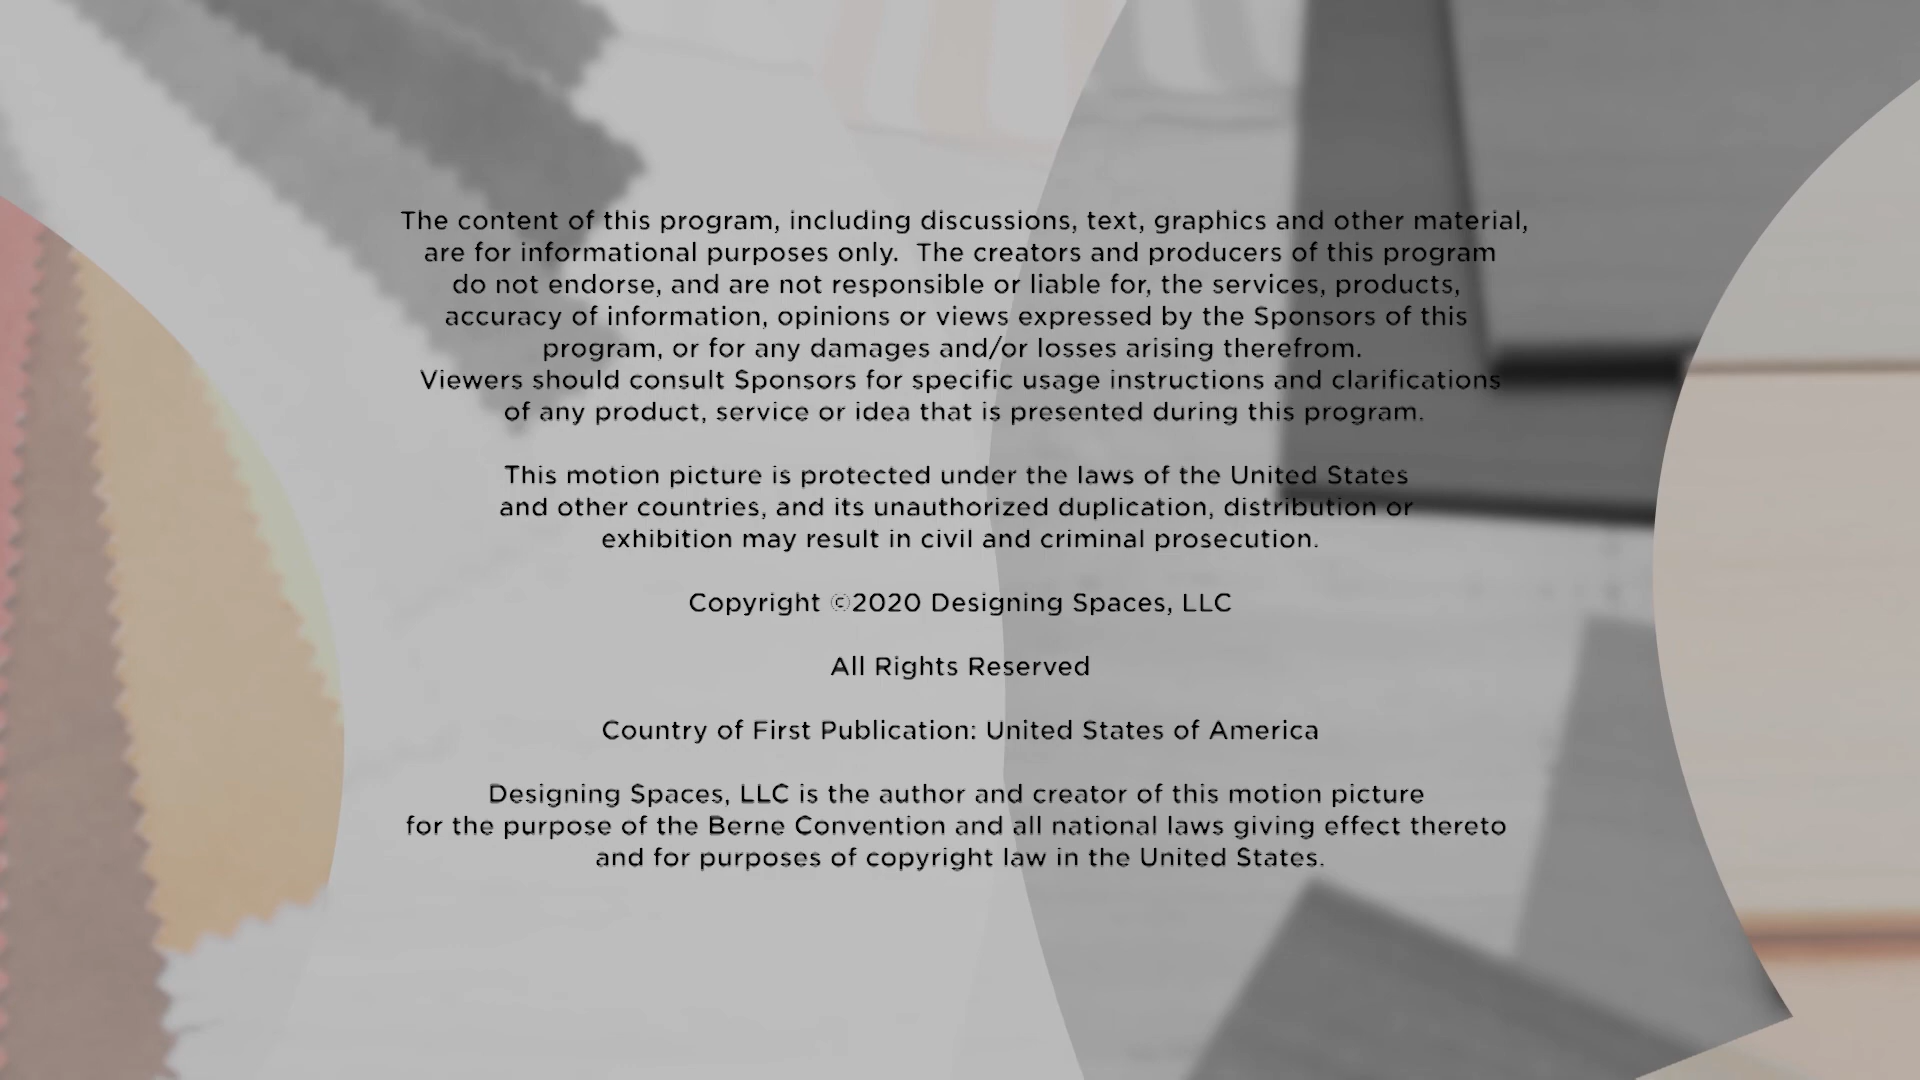 The content of this program, including discussions, text, graphics and other material,
are for informational purposes only.  The creators and producers of this program
do not endorse, and are not responsible or liable for, the services, products,
accuracy of information, opinions or views expressed by the Sponsors of this
program, or for any damages and/or losses arising therefrom.
Viewers should consult Sponsors for specific usage instructions and clarifications
of any product, service or idea that is presented during this program.
This motion picture is protected under the laws of the United States
and other countries, and its unauthorized duplication, distribution or
exhibition may result in civil and criminal prosecution.
Copyright ©2020 Designing Spaces, LLC
All Rights Reserved
Country of First Publication: United States of America
Designing Spaces, LLC is the author and creator of this motion picture
for the purpose of the Berne Convention and all national laws giving effect thereto
and for purposes of copyright law in the United States.